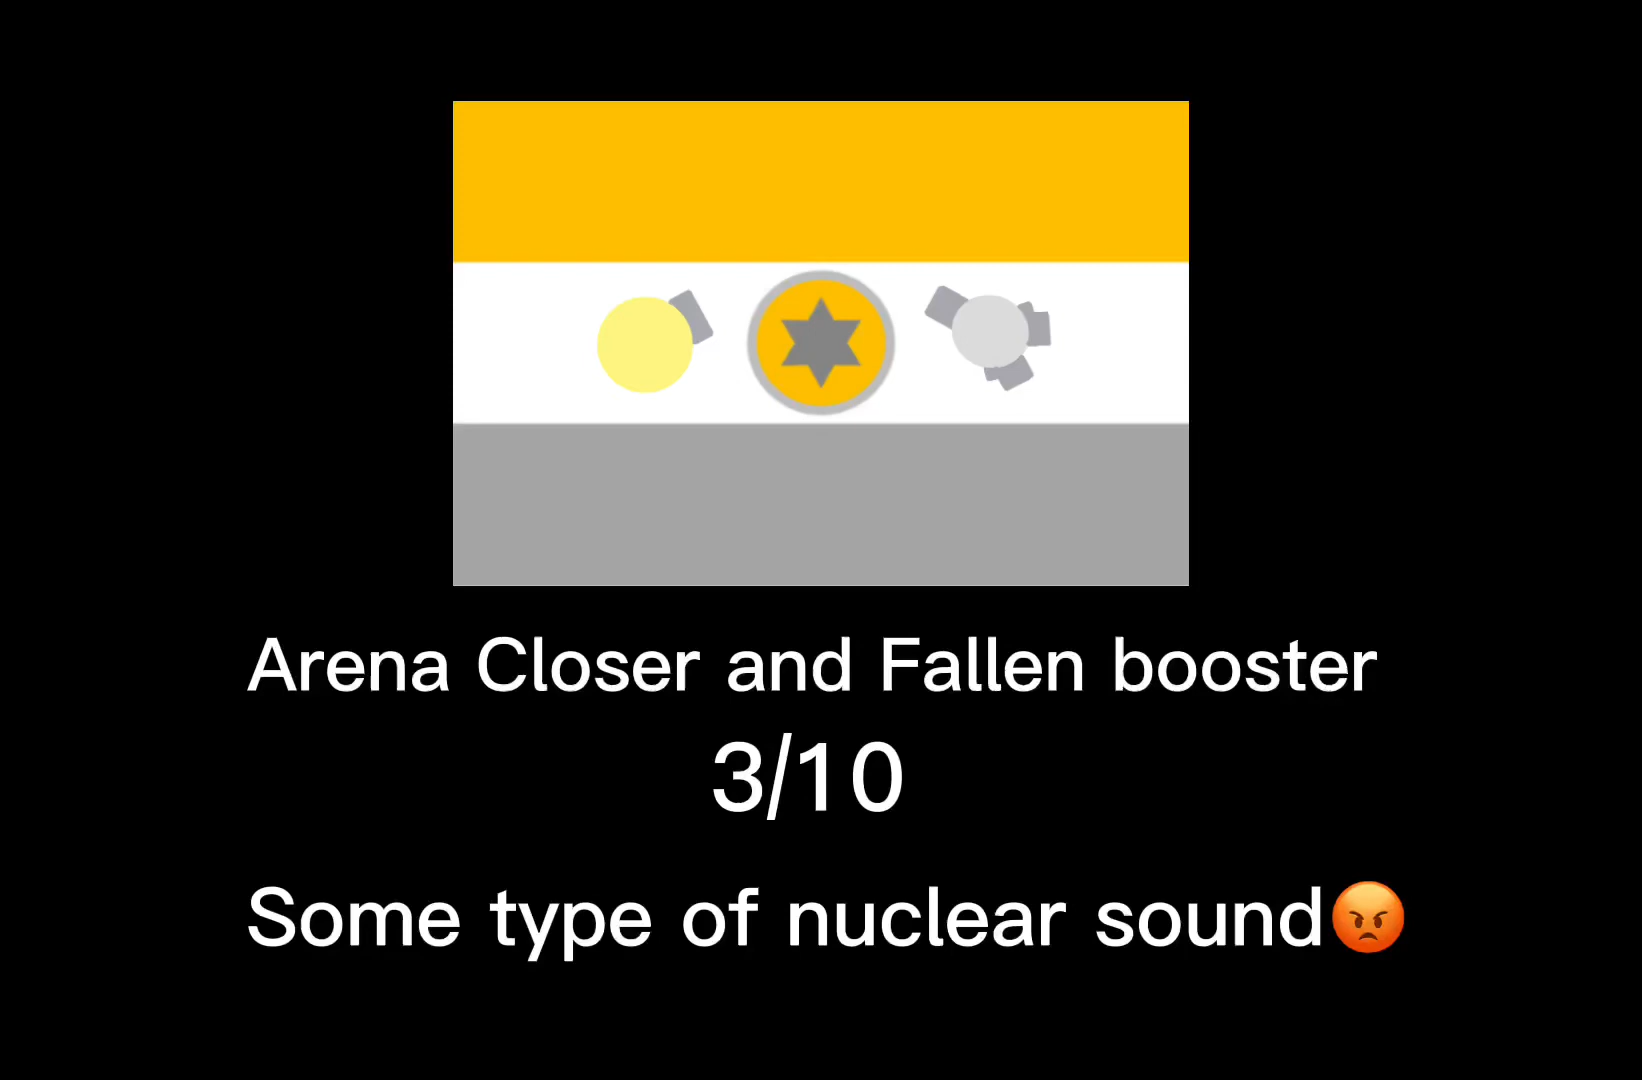 Arena Closer and Fallen booster
3/10
Some type of nuclear sound😡